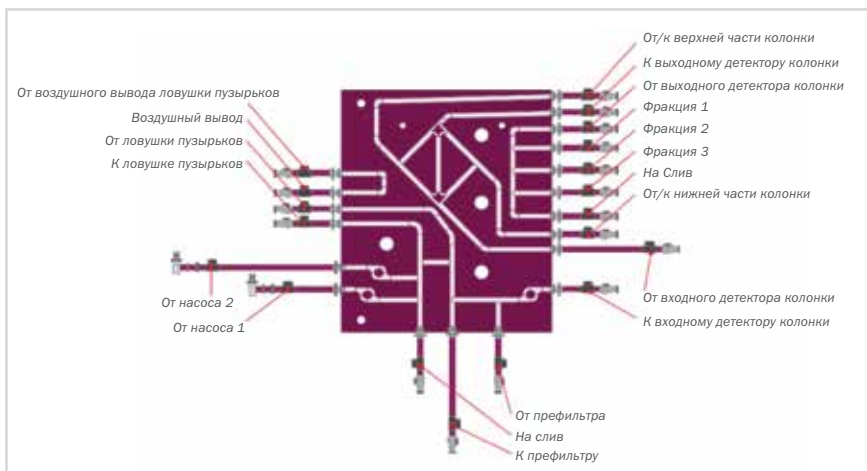 От/к верхней части колонки
К выходному детектору колонки
От выходного детектора колонки
Фракция 1
Фракция 2
Фракция 3
На Слив
От/к нижней части колонки
От воздушного вывода ловушки пузырьков
Воздушный вывод
От ловушки пузырьков
К ловушке пузырьков
От насоса 2
От насоса 1
От входного детектора колонки
К входному детектору колонки
От префильтра
На слив
К префильтру